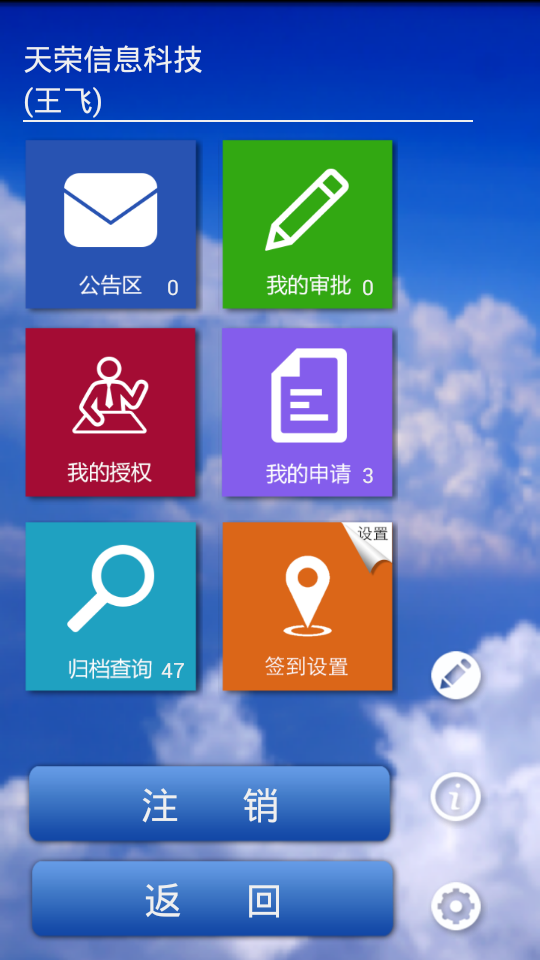 天荣信息科技
(王飞)
公告区 0
我的审批 0
我的授权
我的申请 3
设置
归档查询 47
签到设置
注 销
i
返 回